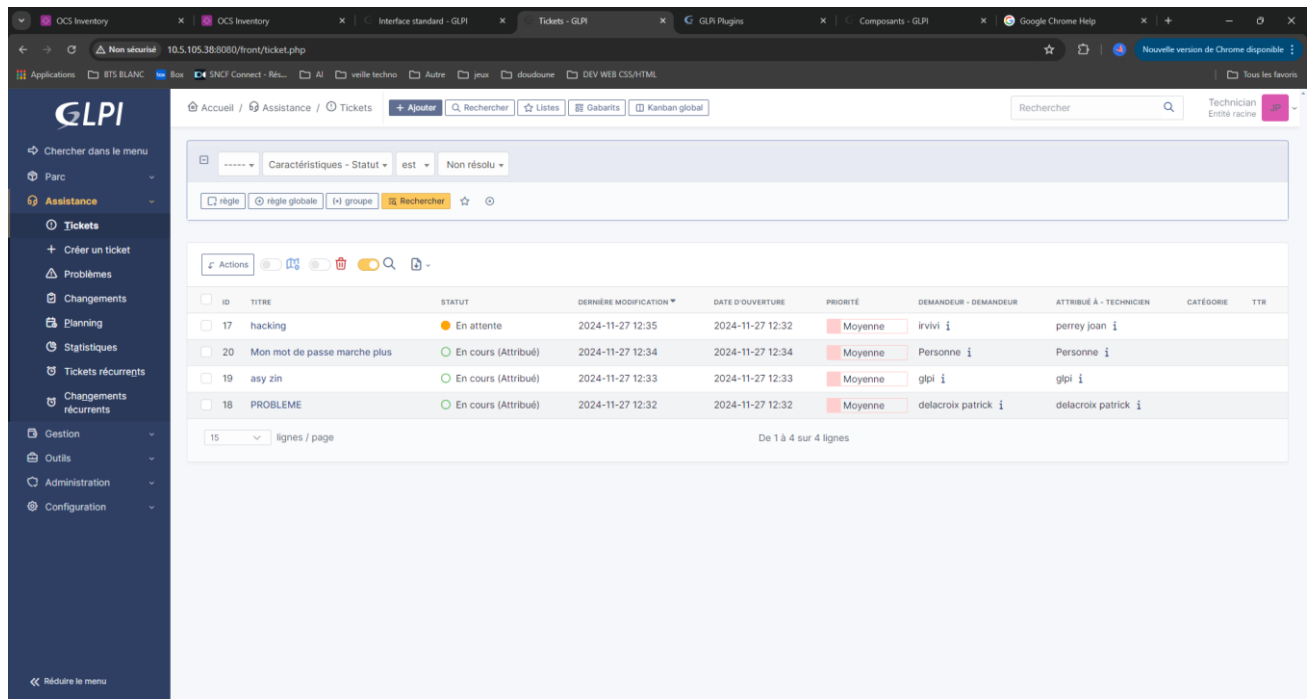 OCS Inventory
OCS Inventory
Interface standard - GLPI
Tickets - GLPI
GLPi Plugins
Composants - GLPI
Google Chrome Help
Non sécurisé 10.5.105.38:8080/front/ticket.php
Nouvelle version de Chrome disponible
Applications BTS BLANC Box SNCF Connect - Rés... AI veille techno Autre jeux doudoune DEV WEB CSS/HTML
Tous les favoris
GLPI
Accueil / Assistance / Tickets + Ajouter Rechercher Listes Gabarits Kanban global
Rechercher
Technician
Entité racine
JP
Chercher dans le menu
Parc
Assistance
Tickets
+ Créer un ticket
Problèmes
Changements
Planning
Statistiques
Tickets récurrents
Changements
récurrents
Gestion
Outils
Administration
Configuration
Réduire le menu
----- Caractéristiques - Statut est Non résolu
règle règle globale (+) groupe Rechercher
Actions
ID TITRE STATUT DERNIÈRE MODIFICATION DATE D'OUVERTURE PRIORITÉ DEMANDEUR - DEMANDEUR ATTRIBUÉ À - TECHNICIEN CATÉGORIE TTR
17 hacking En attente 2024-11-27 12:35 2024-11-27 12:32 Moyenne irvivi i perrey joan i
20 Mon mot de passe marche plus En cours (Attribué) 2024-11-27 12:34 2024-11-27 12:34 Moyenne Personne i Personne i
19 asy zin En cours (Attribué) 2024-11-27 12:33 2024-11-27 12:33 Moyenne glpi i glpi i
18 PROBLEME En cours (Attribué) 2024-11-27 12:32 2024-11-27 12:32 Moyenne delacroix patrick i delacroix patrick i
15 lignes / page De 1 à 4 sur 4 lignes